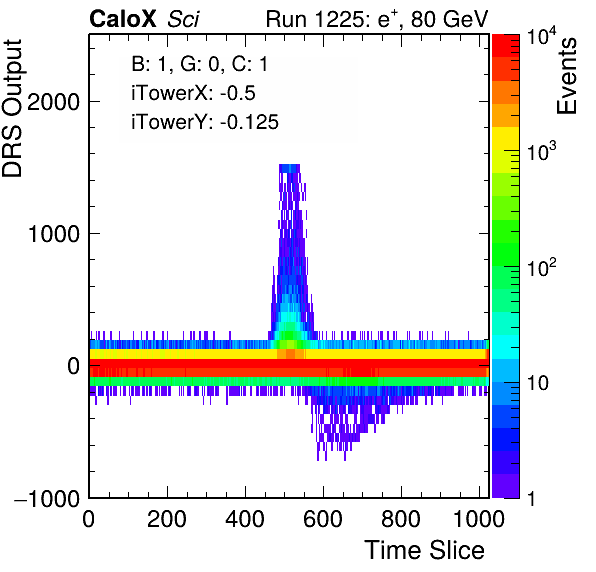 CaloX Sci
Run 1225: e+, 80 GeV
B: 1, G: 0, C: 1
iTowerX: -0.5
iTowerY: -0.125
DRS Output
2000
1000
0
−1000
0 200 400 600 800 1000
Time Slice
Events
10^4
10^3
10^2
10
1